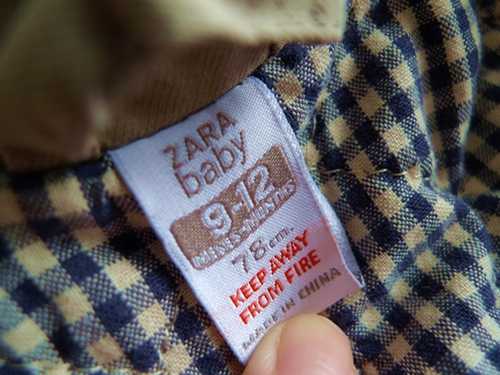 ZARA
baby
9-12
MESES-MONTHS
78 cm.
KEEP AWAY
FROM FIRE
MADE IN CHINA